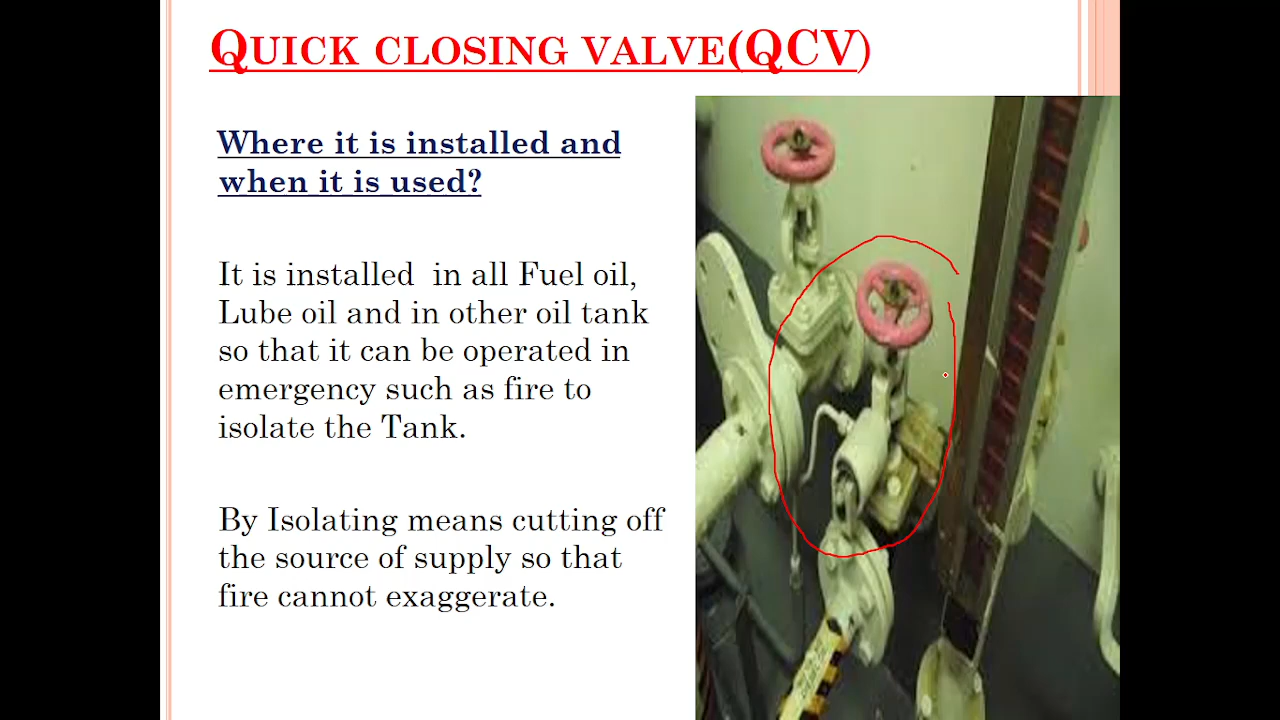 QUICK CLOSING VALVE(QCV)
Where it is installed and
when it is used?
It is installed in all Fuel oil,
Lube oil and in other oil tank
so that it can be operated in
emergency such as fire to
isolate the Tank.
By Isolating means cutting off
the source of supply so that
fire cannot exaggerate.